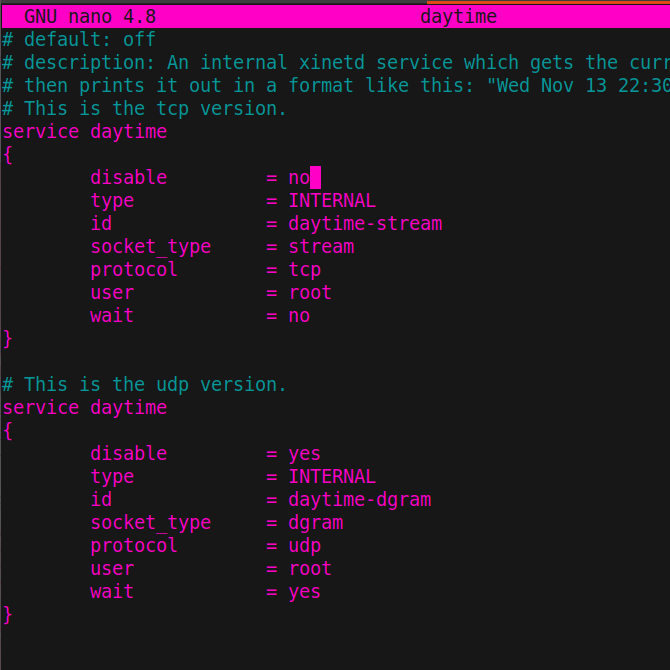 GNU nano 4.8 daytime
# default: off
# description: An internal xinetd service which gets the curr
# then prints it out in a format like this: "Wed Nov 13 22:30
# This is the tcp version.
service daytime
{
        disable         = no
        type            = INTERNAL
        id              = daytime-stream
        socket_type     = stream
        protocol        = tcp
        user            = root
        wait            = no
}
# This is the udp version.
service daytime
{
        disable         = yes
        type            = INTERNAL
        id              = daytime-dgram
        socket_type     = dgram
        protocol        = udp
        user            = root
        wait            = yes
}